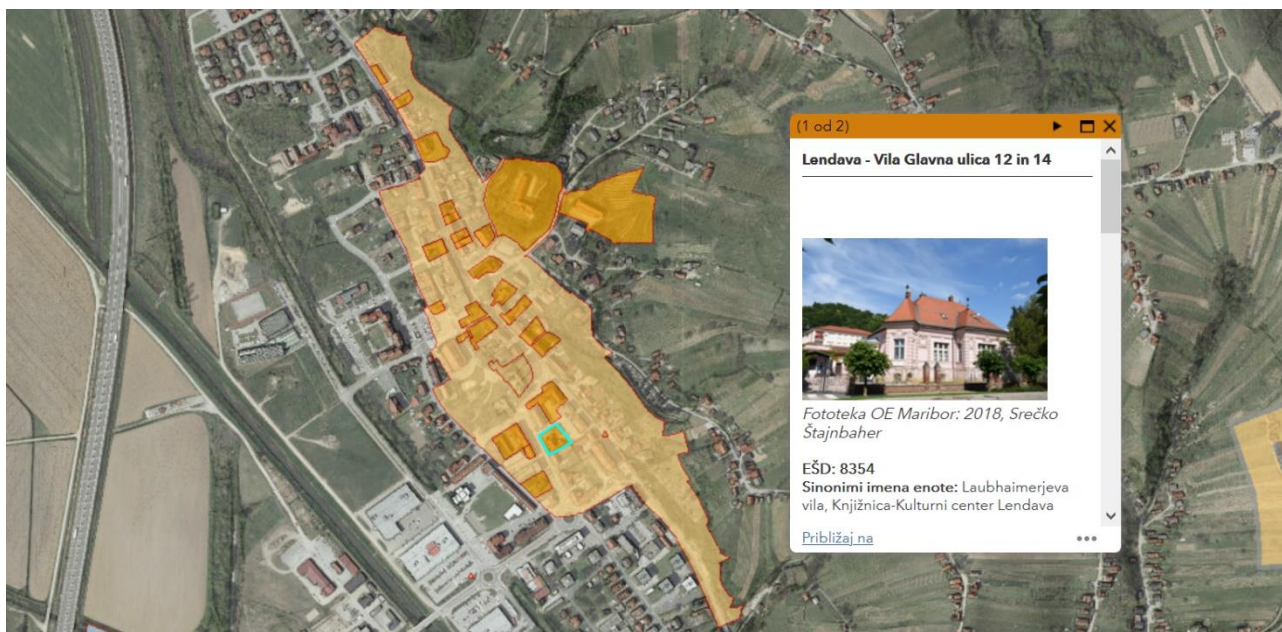 (1 od 2)
Lendava - Vila Glavna ulica 12 in 14
Fototeka OE Maribor: 2018, Srečko
Štajnbaher
EŠD: 8354
Sinonimi imena enote: Laubhaimerjeva
vila, Knjižnica-Kulturni center Lendava
Približaj na